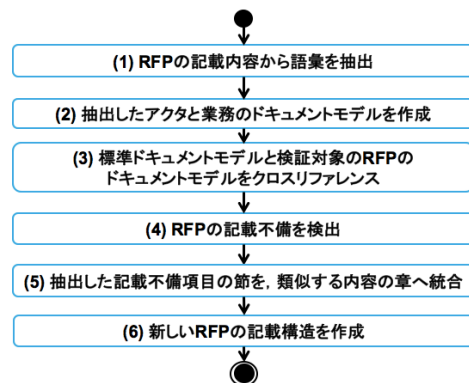 (1) RFPの記載内容から語彙を抽出
(2) 抽出したアクタと業務のドキュメントモデルを作成
(3) 標準ドキュメントモデルと検証対象のRFPの
ドキュメントモデルをクロスリファレンス
(4) RFPの記載不備を検出
(5) 抽出した記載不備項目の節を, 類似する内容の章へ統合
(6) 新しいRFPの記載構造を作成